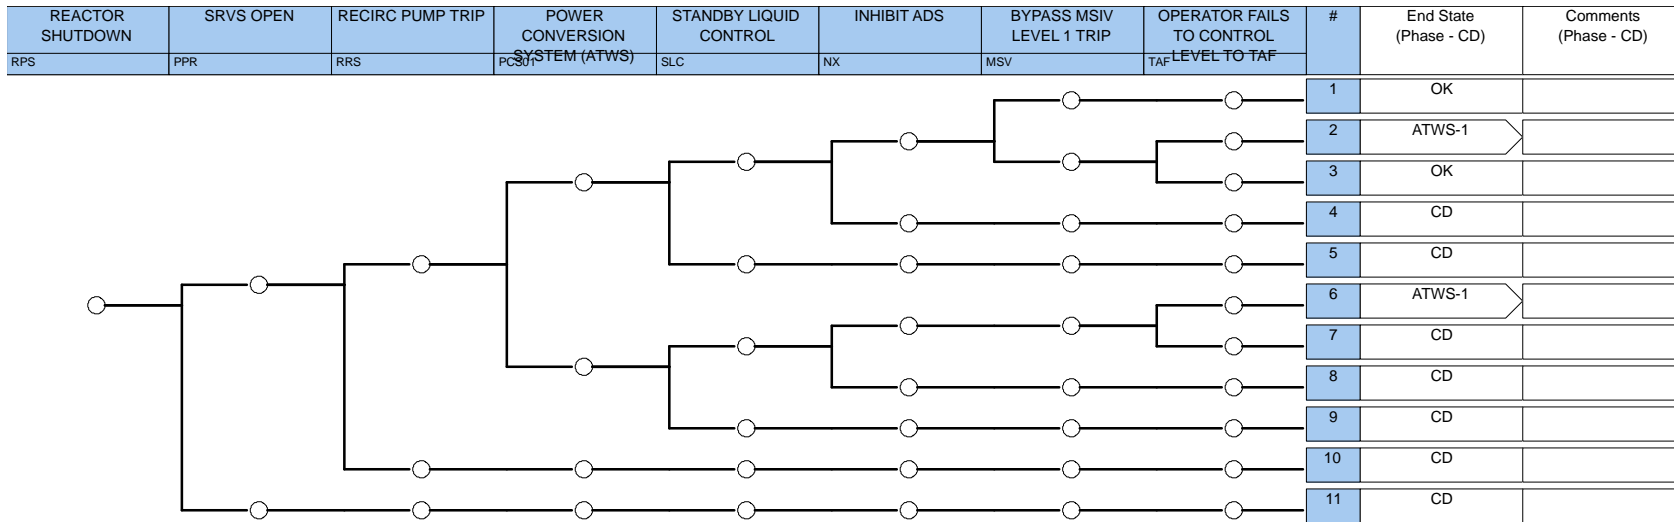 REACTOR
SHUTDOWN
RPS
SRVS OPEN
PPR
RECIRC PUMP TRIP
RRS
POWER
CONVERSION
SYSTEM (ATWS)
PCS01
STANDBY LIQUID
CONTROL
SLC
INHIBIT ADS
NX
BYPASS MSIV
LEVEL 1 TRIP
MSV
OPERATOR FAILS
TO CONTROL
LEVEL TO TAF
TAF
#
End State
(Phase - CD)
Comments
(Phase - CD)
1 OK
2 ATWS-1
3 OK
4 CD
5 CD
6 ATWS-1
7 CD
8 CD
9 CD
10 CD
11 CD